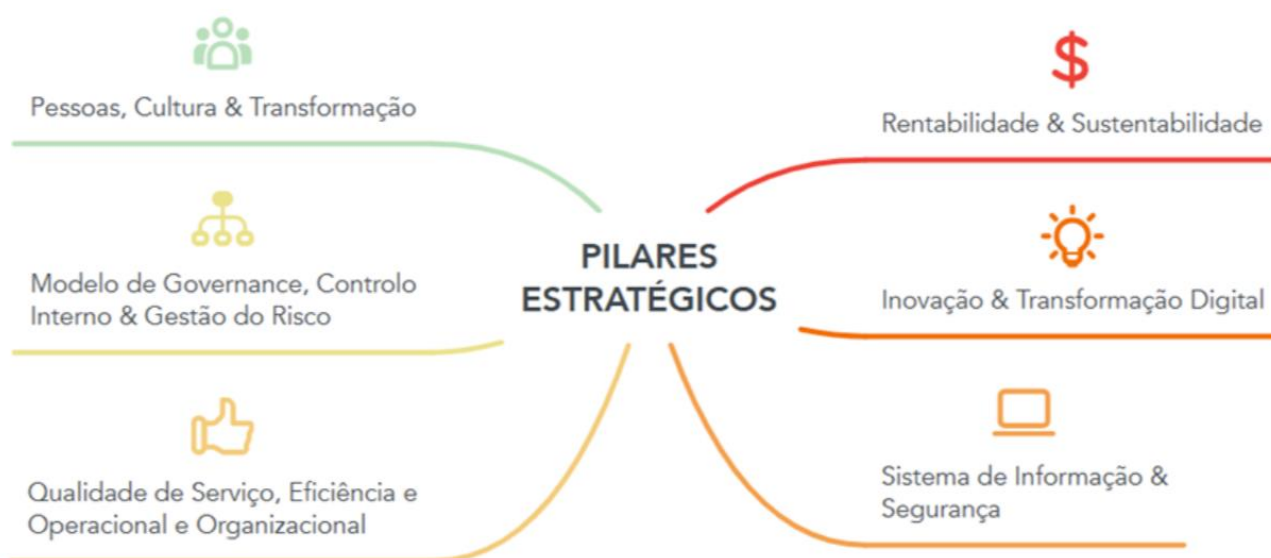 Pessoas, Cultura & Transformação
Modelo de Governance, Controlo
Interno & Gestão do Risco
Qualidade de Serviço, Eficiência e
Operacional e Organizacional
PILARES
ESTRATÉGICOS
$
Rentabilidade & Sustentabilidade
Inovação & Transformação Digital
Sistema de Informação &
Segurança